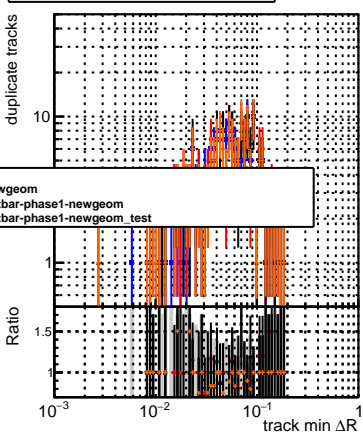 duplicate tracks
10
wgeom
tbar-phase1-newgeom
tbar-phase1-newgeom_test
1
Ratio
1.5
1
10⁻³
10⁻²
10⁻¹
1
track min ΔR